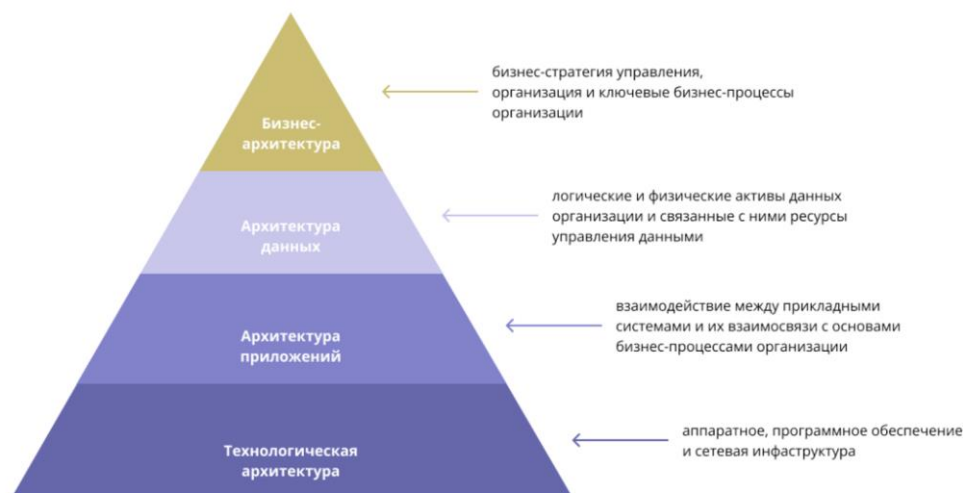 бизнес-стратегия управления,
организация и ключевые бизнес-процессы
организации
Бизнес-
архитектура
логические и физические активы данных
организации и связанные с ними ресурсы
управления данными
Архитектура
данных
взаимодействие между прикладными
системами и их взаимосвязи с основами
бизнес-процессами организации
Архитектура
приложений
аппаратное, программное обеспечение
и сетевая инфаструктура
Технологическая
архитектура